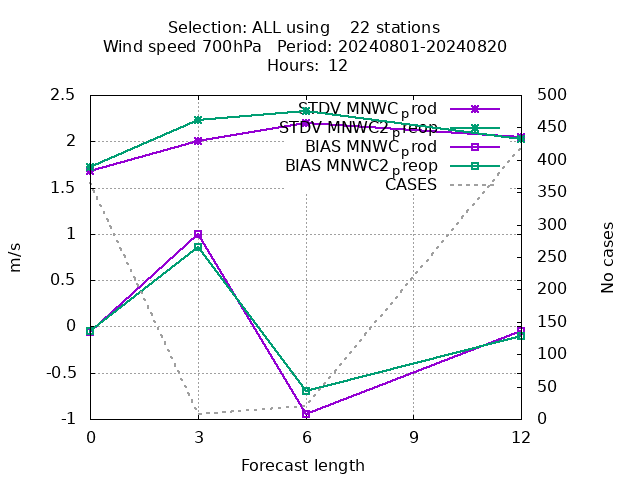 Selection: ALL using    22 stations
Wind speed 700hPa   Period: 20240801-20240820
Hours:  12
2.5
2
1.5
1
0.5
0
-0.5
-1
500
450
400
350
300
250
200
150
100
50
0
STDV MNWC_prod
STDV MNWC2_preop
BIAS MNWC_prod
BIAS MNWC2_preop
CASES
m/s
No cases
0 3 6 9 12
Forecast length